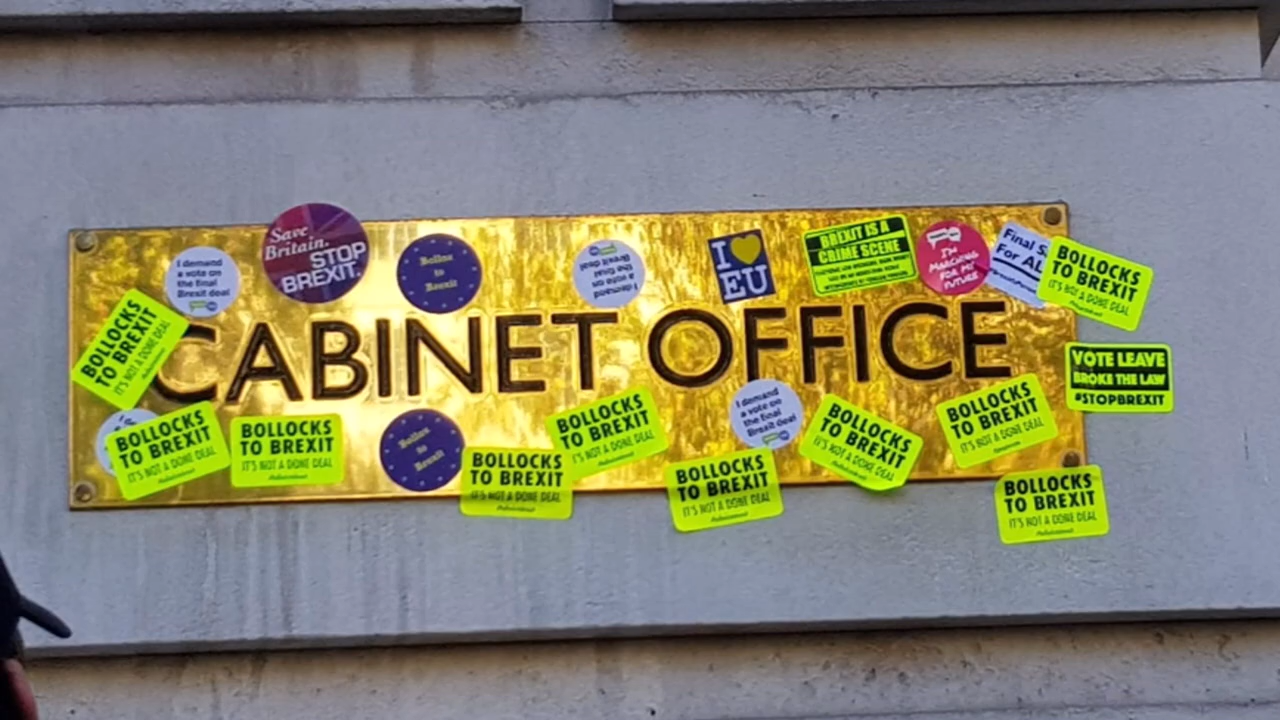 I demand
a vote on
the final
Brexit deal
Save
Britain.
STOP
BREXIT.
Bollox
to
Brexit
I demand
a vote on
the final
Brexit deal
I
EU
BREXIT IS A
CRIME SCENE
I'M
MARCHING
FOR MY
FUTURE
Final
For
BOLLOCKS
TO BREXIT
IT'S NOT A DONE DEAL
BOLLOCKS
TO BREXIT
IT'S NOT A DONE DEAL
CABINET OFFICE
VOTE LEAVE
BROKE THE LAW
#STOPBREXIT
BOLLOCKS
TO BREXIT
IT'S NOT A DONE DEAL
BOLLOCKS
TO BREXIT
IT'S NOT A DONE DEAL
Bollox
to
Brexit
BOLLOCKS
TO BREXIT
IT'S NOT A DONE DEAL
BOLLOCKS
TO BREXIT
IT'S NOT A DONE DEAL
BOLLOCKS
TO BREXIT
IT'S NOT A DONE DEAL
I demand
a vote on
the final
Brexit deal
BOLLOCKS
TO BREXIT
IT'S NOT A DONE DEAL
BOLLOCKS
TO BREXIT
IT'S NOT A DONE DEAL
BOLLOCKS
TO BREXIT
IT'S NOT A DONE DEAL